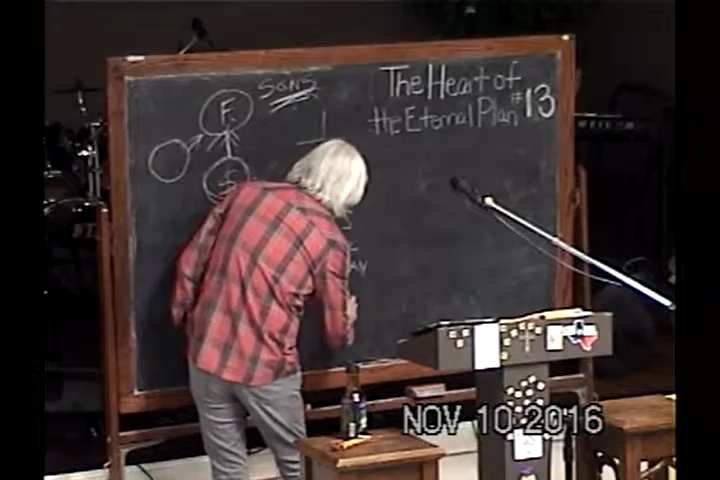 The Heart of
the Eternal Plan #13
SONS
F.
S
NOV 10 2016